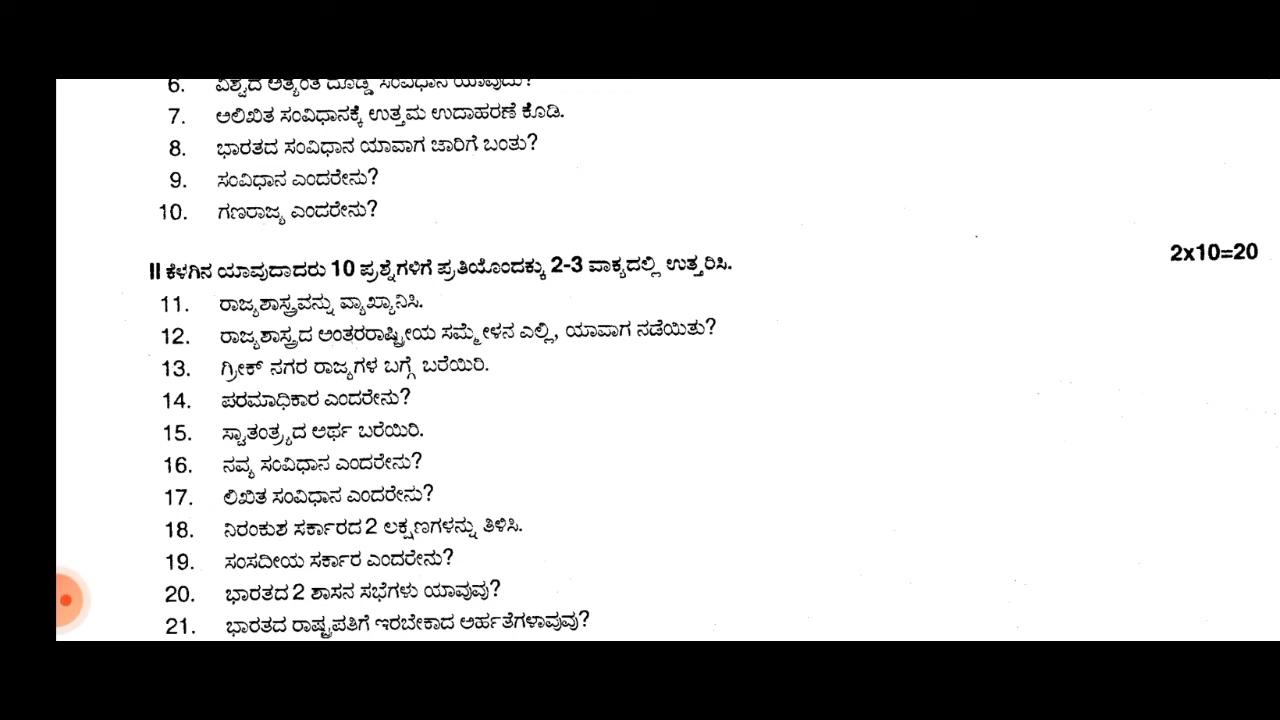 6. ವಿಶ್ವದ ಅತ್ಯಂತ ದೊಡ್ಡ ಸಂವಿಧಾನ ಯಾವುದು?
7. ಅಲಿಖಿತ ಸಂವಿಧಾನಕ್ಕೆ ಉತ್ತಮ ಉದಾಹರಣೆ ಕೊಡಿ.
8. ಭಾರತದ ಸಂವಿಧಾನ ಯಾವಾಗ ಜಾರಿಗೆ ಬಂತು?
9. ಸಂವಿಧಾನ ಎಂದರೇನು?
10. ಗಣರಾಜ್ಯ ಎಂದರೇನು?
II ಕೆಳಗಿನ ಯಾವುದಾದರು 10 ಪ್ರಶ್ನೆಗಳಿಗೆ ಪ್ರತಿಯೊಂದಕ್ಕು 2-3 ವಾಕ್ಯದಲ್ಲಿ ಉತ್ತರಿಸಿ. 2x10=20
11. ರಾಜ್ಯಶಾಸ್ತ್ರವನ್ನು ವ್ಯಾಖ್ಯಾನಿಸಿ.
12. ರಾಜ್ಯಶಾಸ್ತ್ರದ ಅಂತರರಾಷ್ಟ್ರೀಯ ಸಮ್ಮೇಳನ ಎಲ್ಲಿ, ಯಾವಾಗ ನಡೆಯಿತು?
13. ಗ್ರೀಕ್ ನಗರ ರಾಜ್ಯಗಳ ಬಗ್ಗೆ ಬರೆಯಿರಿ.
14. ಪರಮಾಧಿಕಾರ ಎಂದರೇನು?
15. ಸ್ವಾತಂತ್ರ್ಯದ ಅರ್ಥ ಬರೆಯಿರಿ.
16. ನವ್ಯ ಸಂವಿಧಾನ ಎಂದರೇನು?
17. ಲಿಖಿತ ಸಂವಿಧಾನ ಎಂದರೇನು?
18. ನಿರಂಕುಶ ಸರ್ಕಾರದ 2 ಲಕ್ಷಣಗಳನ್ನು ತಿಳಿಸಿ.
19. ಸಂಸದೀಯ ಸರ್ಕಾರ ಎಂದರೇನು?
20. ಭಾರತದ 2 ಶಾಸನ ಸಭೆಗಳು ಯಾವುವು?
21. ಭಾರತದ ರಾಷ್ಟ್ರಪತಿಗೆ ಇರಬೇಕಾದ ಅರ್ಹತೆಗಳಾವುವು?